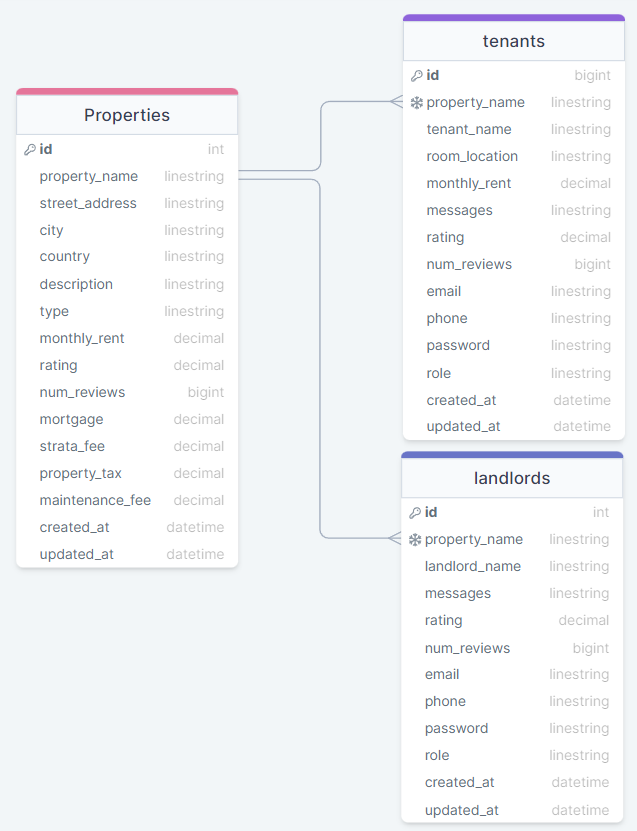 Properties
id int
property_name linestring
street_address linestring
city linestring
country linestring
description linestring
type linestring
monthly_rent decimal
rating decimal
num_reviews bigint
mortgage decimal
strata_fee decimal
property_tax decimal
maintenance_fee decimal
created_at datetime
updated_at datetime
tenants
id bigint
property_name linestring
tenant_name linestring
room_location linestring
monthly_rent decimal
messages linestring
rating decimal
num_reviews bigint
email linestring
phone linestring
password linestring
role linestring
created_at datetime
updated_at datetime
landlords
id int
property_name linestring
landlord_name linestring
messages linestring
rating decimal
num_reviews bigint
email linestring
phone linestring
password linestring
role linestring
created_at datetime
updated_at datetime